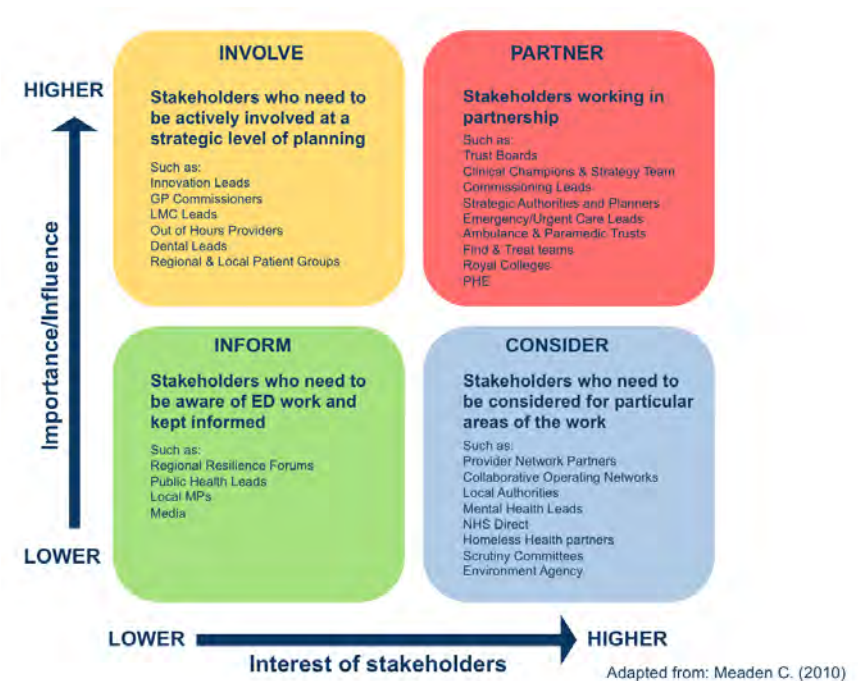 INVOLVE
Stakeholders who need to
be actively involved at a
strategic level of planning
Such as:
Innovation Leads
GP Commissioners
LMC Leads
Out of Hours Providers
Dental Leads
Regional & Local Patient Groups
PARTNER
Stakeholders working in
partnership
Such as:
Trust Boards
Clinical Champions & Strategy Team
Commissioning Leads
Strategic Authorities and Planners
Emergency/Urgent Care Leads
Ambulance & Paramedic Trusts
Find & Treat teams
Royal Colleges
PHE
HIGHER
Importance/Influence
LOWER
INFORM
Stakeholders who need to
be aware of ED work and
kept informed
Such as:
Regional Resilience Forums
Public Health Leads
Local MPs
Media
CONSIDER
Stakeholders who need to
be considered for particular
areas of the work
Such as:
Provider Network Partners
Collaborative Operating Networks
Local Authorities
Mental Health Leads
NHS Direct
Homeless Health partners
Scrutiny Committees
Environment Agency
LOWER
HIGHER
Interest of stakeholders
Adapted from: Meaden C. (2010)